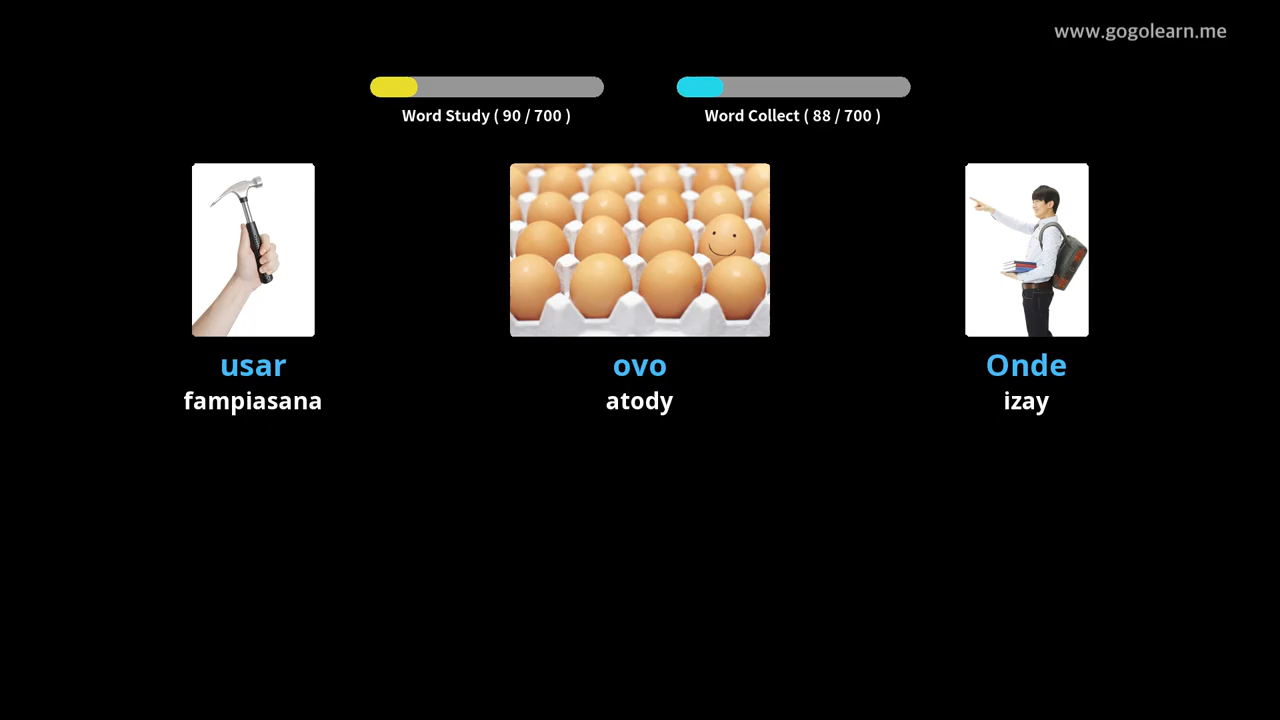 www.gogolearn.me
Word Study ( 90 / 700 )
Word Collect ( 88 / 700 )
usar
fampiasana
ovo
atody
Onde
izay